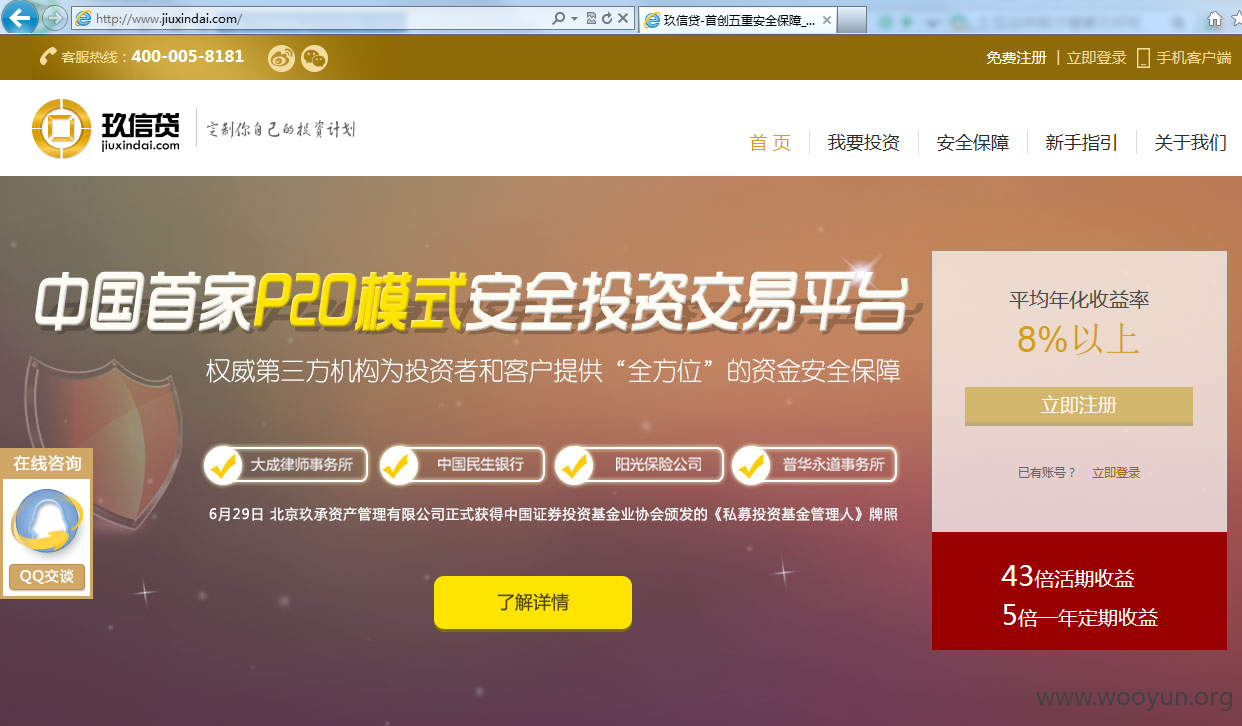 http://www.jiuxindai.com/
玖信贷-首创五重安全保障_...
客服热线：400-005-8181
免费注册 | 立即登录 手机客户端
玖信贷
jiuxindai.com
定制你自己的投资计划
首 页 我要投资 安全保障 新手指引 关于我们
中国首家P2O模式安全投资交易平台
权威第三方机构为投资者和客户提供“全方位”的资金安全保障
大成律师事务所 中国民生银行 阳光保险公司 普华永道事务所
6月29日 北京玖承资产管理有限公司正式获得中国证券投资基金业协会颁发的《私募投资基金管理人》牌照
了解详情
平均年化收益率
8%以上
立即注册
已有账号？ 立即登录
43倍活期收益
5倍一年定期收益
在线咨询
QQ交谈
www.wooyun.org